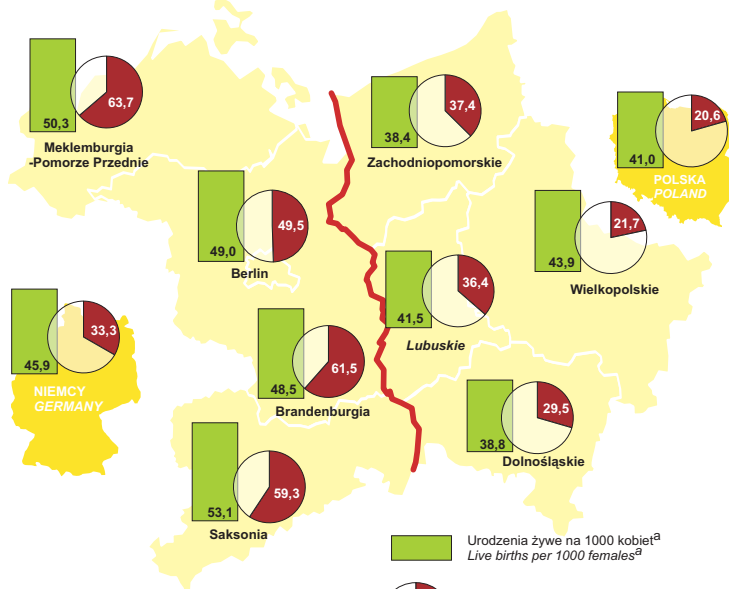 63,7
50,3
Meklemburgia
-Pomorze Przednie
37,4
38,4
Zachodniopomorskie
20,6
41,0
POLSKA
POLAND
49,5
49,0
Berlin
21,7
43,9
Wielkopolskie
36,4
41,5
Lubuskie
33,3
45,9
NIEMCY
GERMANY
61,5
48,5
Brandenburgia
29,5
38,8
Dolnośląskie
59,3
53,1
Saksonia
Urodzenia żywe na 1000 kobietª
Live births per 1000 femalesª